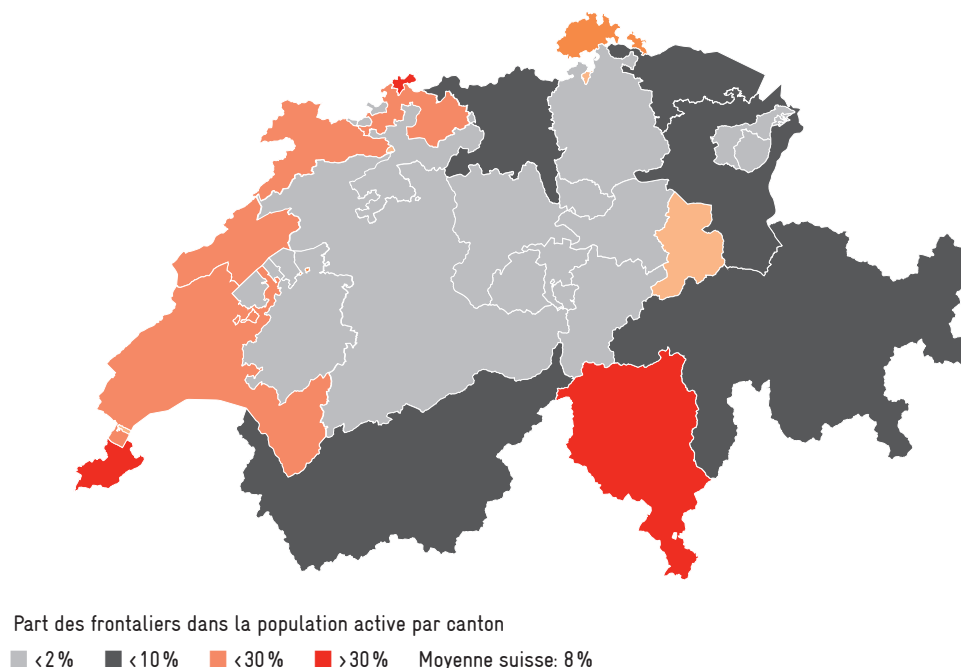 Part des frontaliers dans la population active par canton
<2% <10% <30% >30% Moyenne suisse: 8%